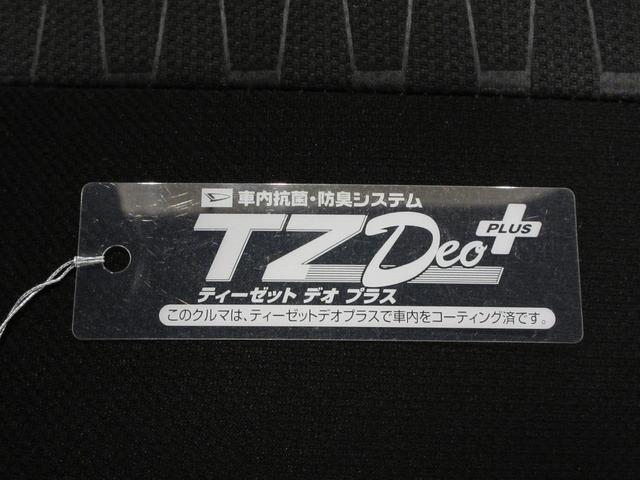 車内抗菌・防臭システム
TZ Deo PLUS
ティーゼット デオ プラス
このクルマは、ティーゼットデオプラスで車内をコーティング済です。